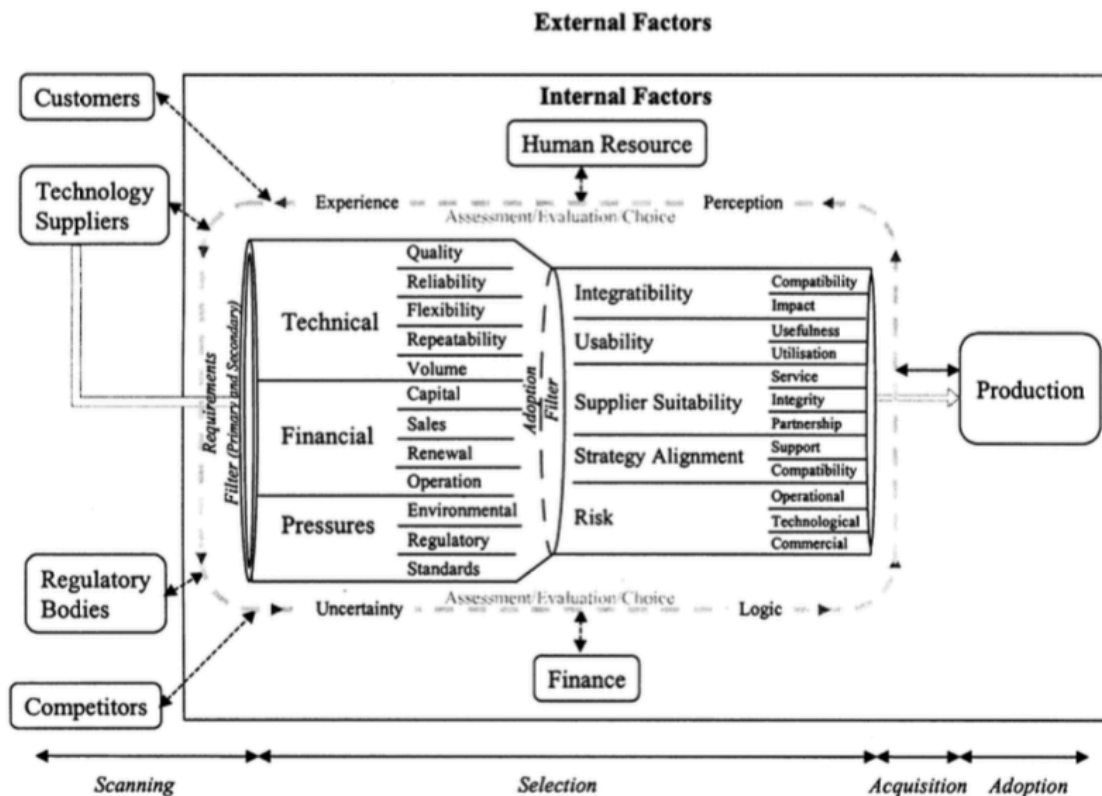 External Factors
Internal Factors
Customers
Technology
Suppliers
Regulatory
Bodies
Competitors
Human Resource
Experience
Perception
Assessment/Evaluation/Choice
Requirements
Filter (Primary and Secondary)
Technical
Quality
Reliability
Flexibility
Repeatability
Volume
Financial
Capital
Sales
Renewal
Operation
Pressures
Environmental
Regulatory
Standards
Adoption
Filter
Integratibility
Compatibility
Impact
Usability
Usefulness
Utilisation
Supplier Suitability
Service
Integrity
Partnership
Strategy Alignment
Support
Compatibility
Risk
Operational
Technological
Commercial
Production
Assessment/Evaluation/Choice
Uncertainty
Logic
Finance
Scanning
Selection
Acquisition
Adoption